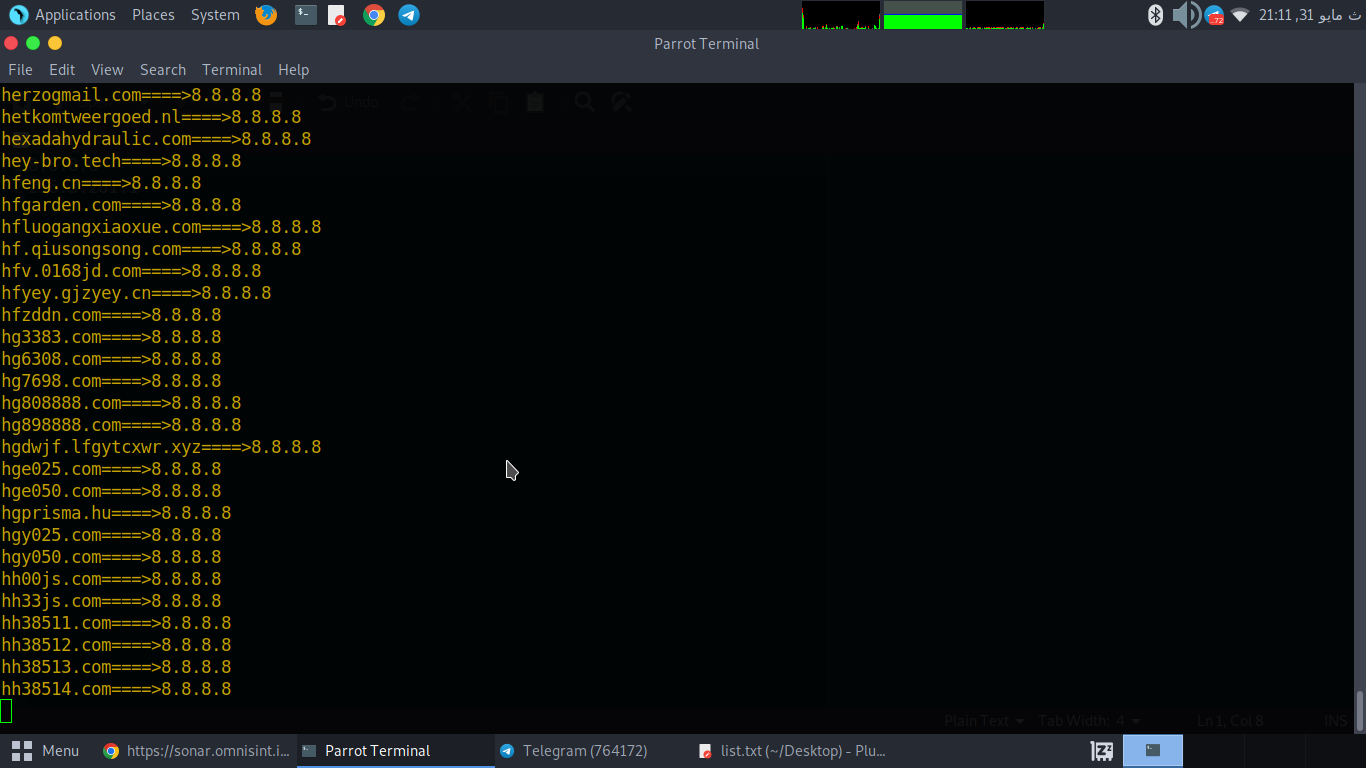 Applications Places System
72
21:11 ,31 ث مايو
Parrot Terminal
File Edit View Search Terminal Help
herzogmail.com====>8.8.8.8
hetkomtweergoed.nl====>8.8.8.8
hexadahydraulic.com====>8.8.8.8
hey-bro.tech====>8.8.8.8
hfeng.cn====>8.8.8.8
hfgarden.com====>8.8.8.8
hfluogangxiaoxue.com====>8.8.8.8
hf.qiusongsong.com====>8.8.8.8
hfv.0168jd.com====>8.8.8.8
hfyey.gjzyey.cn====>8.8.8.8
hfzddn.com====>8.8.8.8
hg3383.com====>8.8.8.8
hg6308.com====>8.8.8.8
hg7698.com====>8.8.8.8
hg808888.com====>8.8.8.8
hg898888.com====>8.8.8.8
hgdwjf.lfgytcxwr.xyz====>8.8.8.8
hge025.com====>8.8.8.8
hge050.com====>8.8.8.8
hgprisma.hu====>8.8.8.8
hgy025.com====>8.8.8.8
hgy050.com====>8.8.8.8
hh00js.com====>8.8.8.8
hh33js.com====>8.8.8.8
hh38511.com====>8.8.8.8
hh38512.com====>8.8.8.8
hh38513.com====>8.8.8.8
hh38514.com====>8.8.8.8
Undo
Plain Text Tab Width: 4 Ln 1, Col 8 INS
Menu https://sonar.omnisint.i... Parrot Terminal Telegram (764172) list.txt (~/Desktop) - Plu...